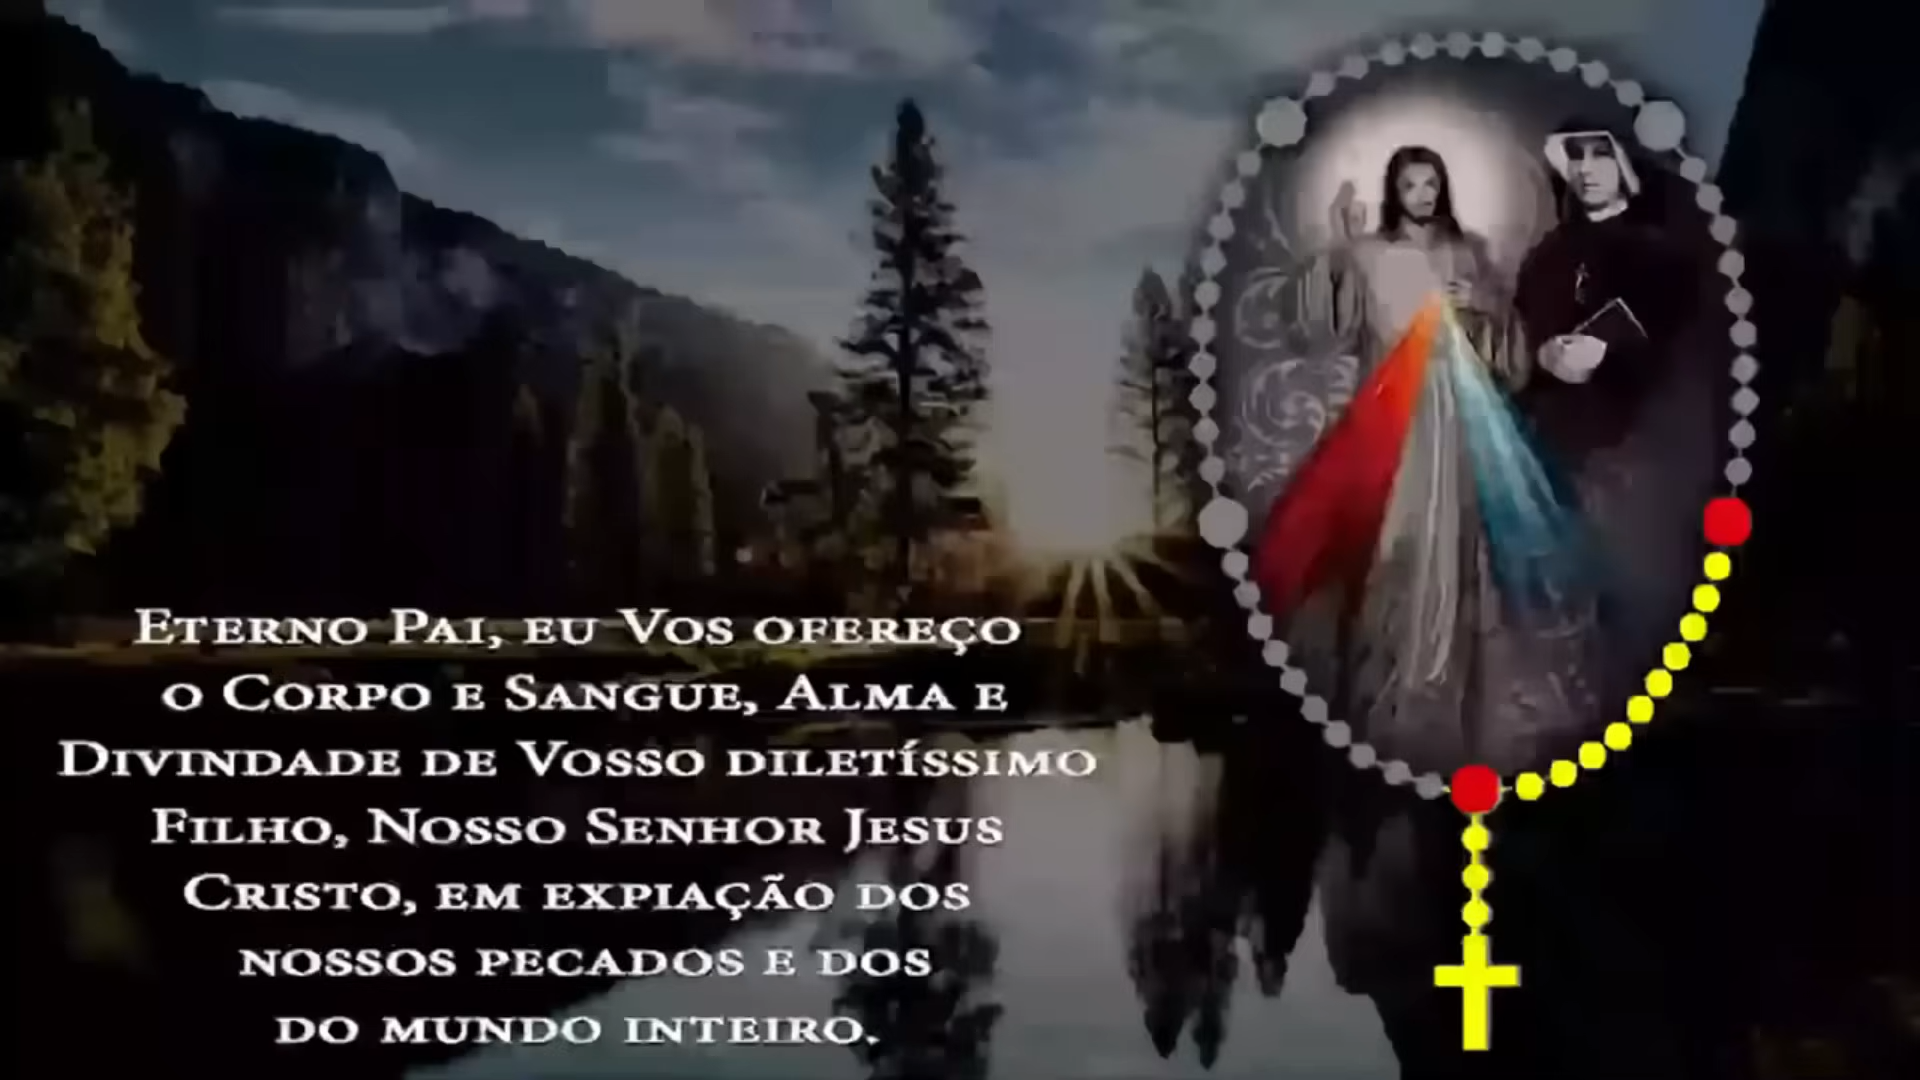 Eterno Pai, eu Vos ofereço
o Corpo e Sangue, Alma e
Divindade de Vosso diletíssimo
Filho, Nosso Senhor Jesus
Cristo, em expiação dos
nossos pecados e dos
do mundo inteiro.